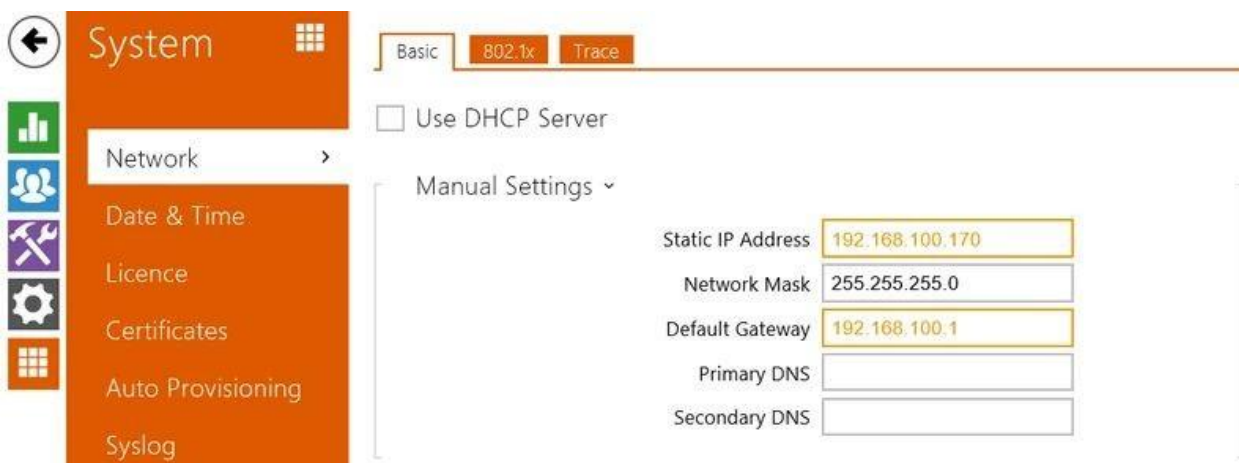 System
Basic
802.1x
Trace
Use DHCP Server
Network
Date & Time
Licence
Certificates
Auto Provisioning
Syslog
Manual Settings
Static IP Address 192.168.100.170
Network Mask 255.255.255.0
Default Gateway 192.168.100.1
Primary DNS
Secondary DNS